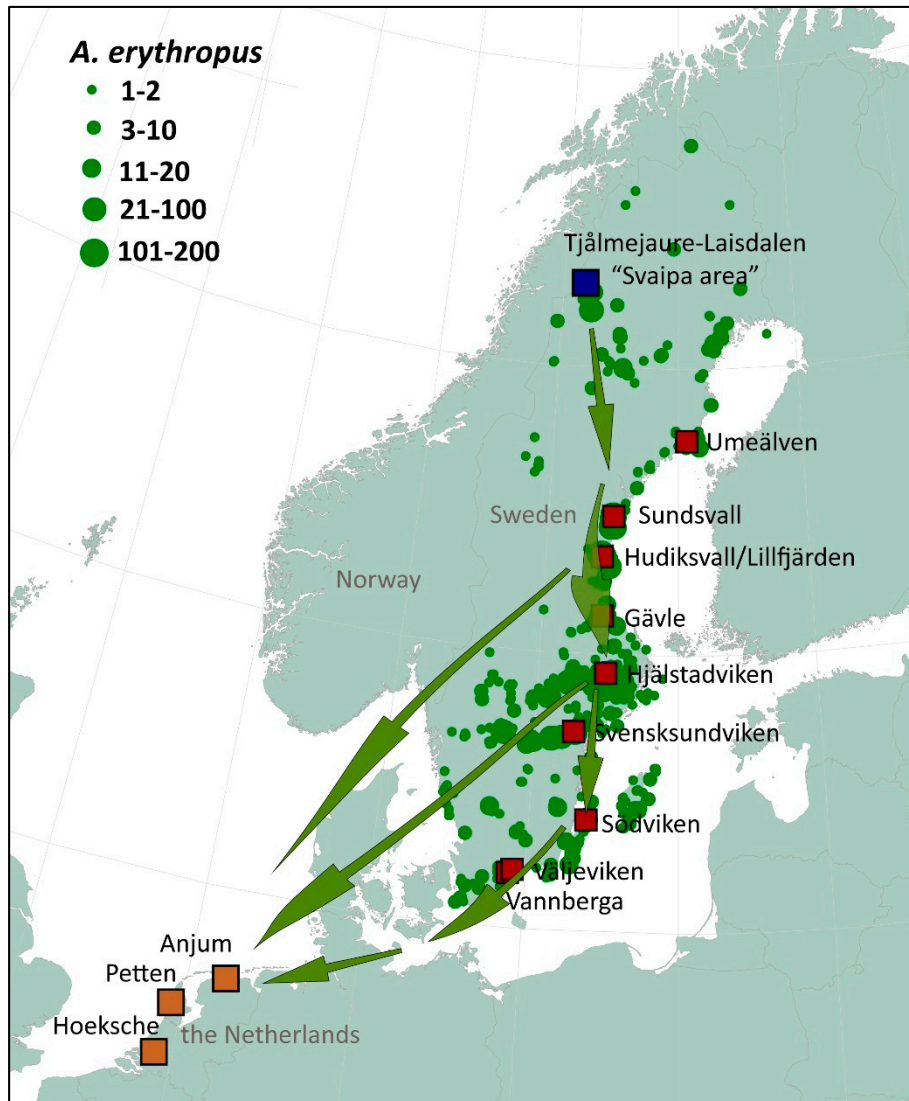 A. erythropus
1-2
3-10
11-20
21-100
101-200
Tjålmejaure-Laisdalen
“Svaipa area”
Umeälven
Sweden
Sundsvall
Norway
Hudiksvall/Lillfjärden
Gävle
Hjälstadviken
Svensksundviken
Södviken
Väljeviken
Vannberga
Anjum
Petten
Hoeksche
the Netherlands